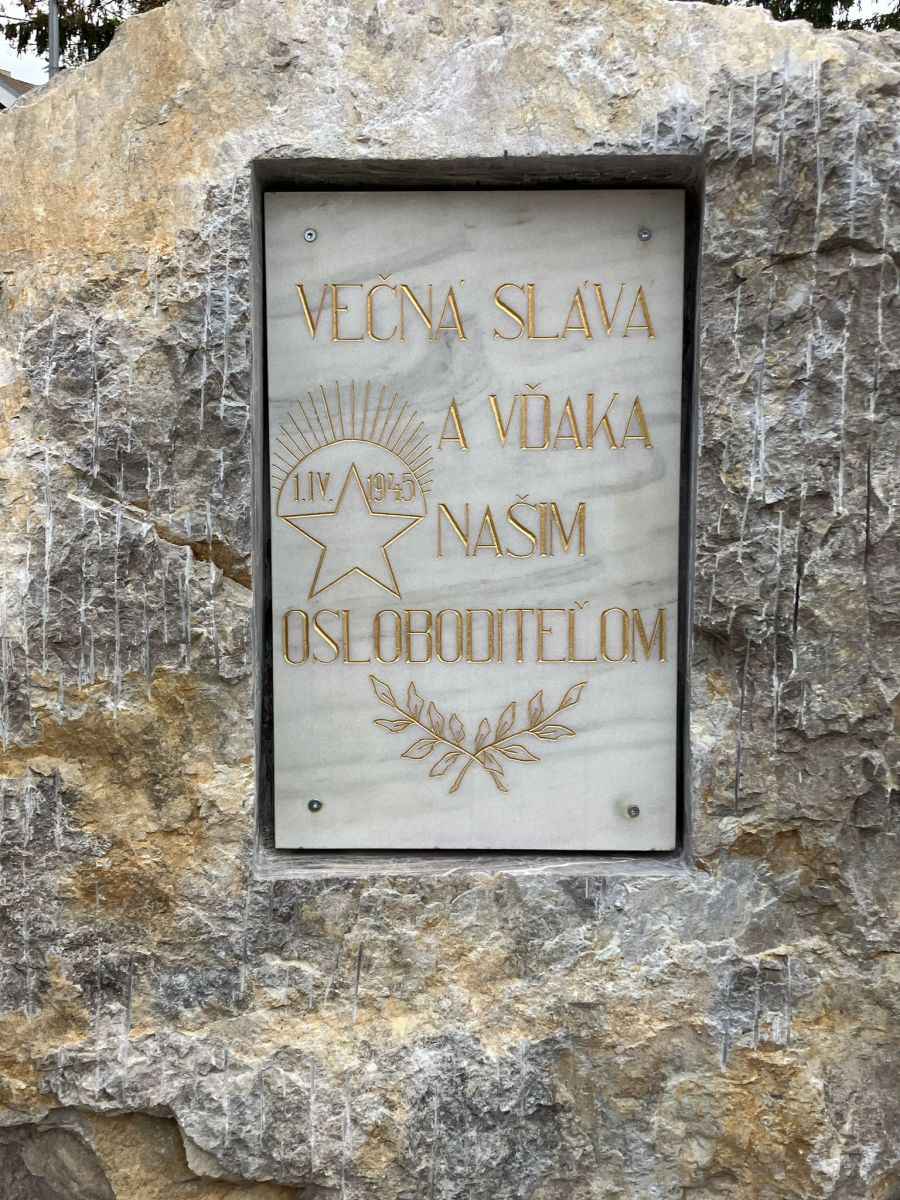 VEČNÁ SLÁVA
A VĎAKA
1.IV. 1945
NAŠIM
OSLOBODITEĽOM